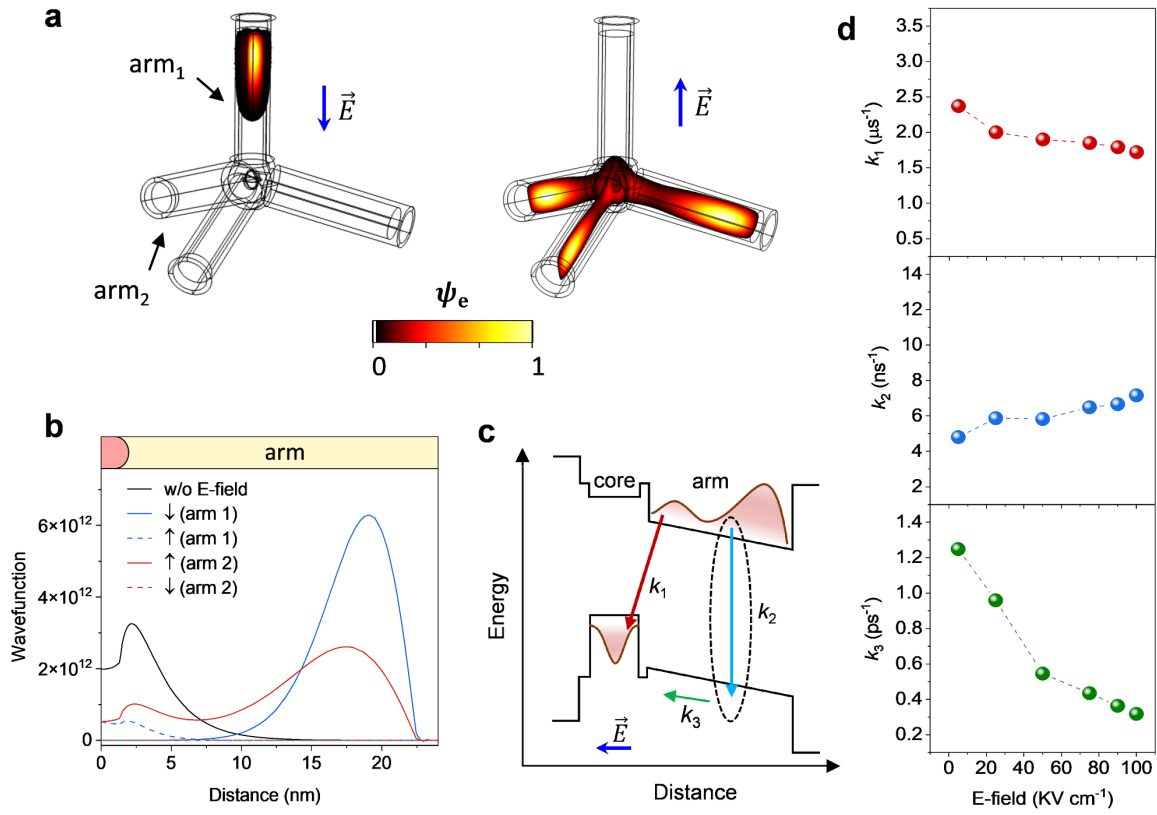 a
arm₁
E⃗
E⃗
arm₂
ψₑ
0
1
b
arm
w/o E-field
↓ (arm 1)
↑ (arm 1)
↑ (arm 2)
↓ (arm 2)
6×10¹²
4×10¹²
2×10¹²
0
Wavefunction
0
5
10
15
20
Distance (nm)
c
core
arm
k₁
k₂
k₃
E⃗
Energy
Distance
d
3.5
3.0
2.5
2.0
1.5
1.0
0.5
k₁ (µs⁻¹)
14
12
10
8
6
4
2
k₂ (ns⁻¹)
1.4
1.2
1.0
0.8
0.6
0.4
0.2
k₃ (ps⁻¹)
0
20
40
60
80
100
E-field (KV cm⁻¹)